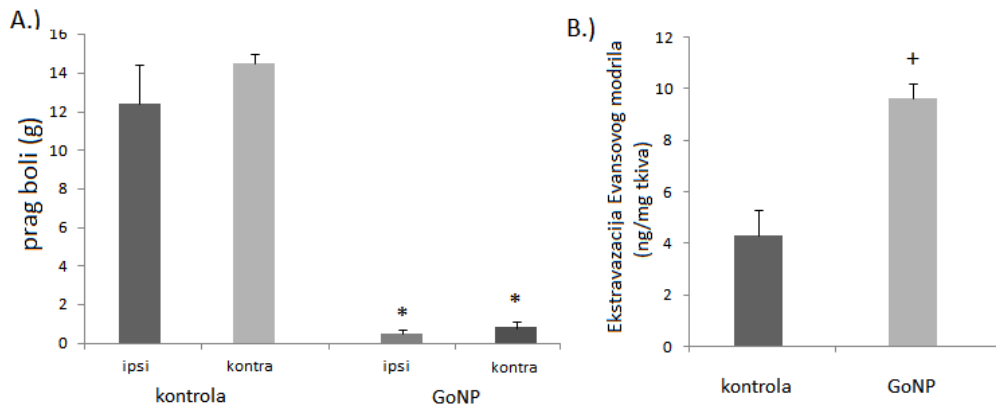 A.)
prag boli (g)
16
14
12
10
8
6
4
2
0
*
*
ipsi
kontra
ipsi
kontra
kontrola
GoNP
B.)
Ekstravazacija Evansovog modrila
(ng/mg tkiva)
12
10
8
6
4
2
0
+
kontrola
GoNP